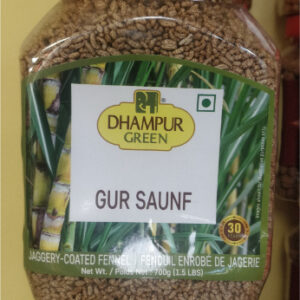 DHAMPUR
GREEN
GUR SAUNF
30
JAGGERY-COATED FENNEL / FENOUIL ENROBÉ DE JAGERIE
Net Wt. / Poids Net - 700g (1.5 LBS)